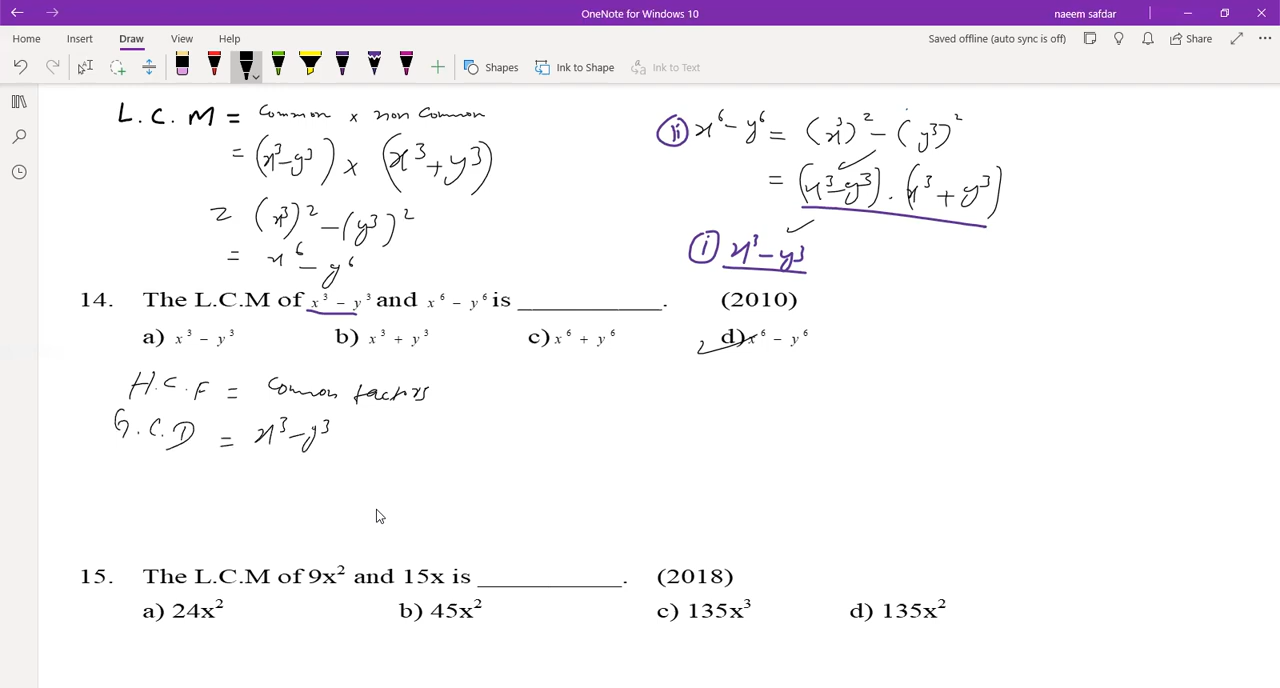 OneNote for Windows 10
naeem safdar
Home Insert Draw View Help
Saved offline (auto sync is off) Share
Shapes Ink to Shape Ink to Text
L.C.M = Common x non Common
= (x³-y³) x (x³+y³)
= (x³)² - (y³)²
= x⁶ - y⁶
(ii) x⁶ - y⁶ = (x³)² - (y³)²
= (x³-y³) . (x³+y³)
(i) x³ - y³
14. The L.C.M of x³ - y³ and x⁶ - y⁶ is ____________. (2010)
a) x³ - y³ b) x³ + y³ c) x⁶ + y⁶ d) x⁶ - y⁶
H.C.F = Common factors
G.C.D = x³-y³
15. The L.C.M of 9x² and 15x is ____________. (2018)
a) 24x² b) 45x² c) 135x³ d) 135x²